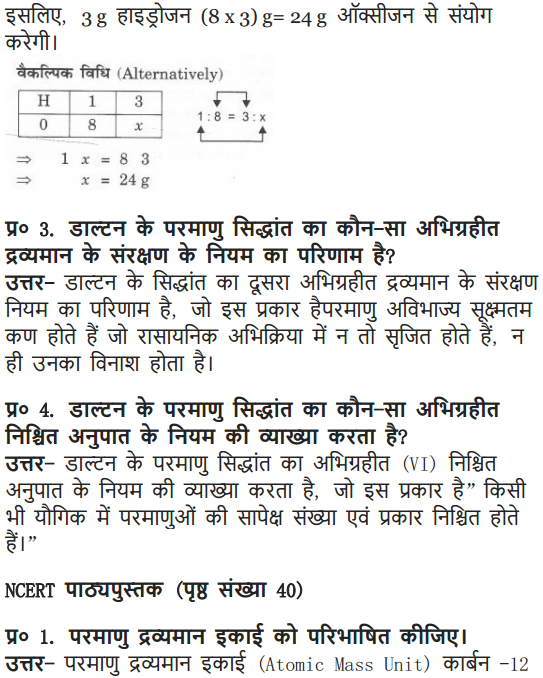 इसलिए, 3 g हाइड्रोजन (8 x 3) g= 24 g ऑक्सीजन से संयोग
करेगी।
वैकल्पिक विधि (Alternatively)
H 1 3
0 8 x
1 : 8 = 3 : x
⇒ 1 x = 8 3
⇒ x = 24 g
प्र० 3. डाल्टन के परमाणु सिद्धांत का कौन-सा अभिग्रहीत
द्रव्यमान के संरक्षण के नियम का परिणाम है?
उत्तर- डाल्टन के सिद्धांत का दूसरा अभिग्रहीत द्रव्यमान के संरक्षण
नियम का परिणाम है, जो इस प्रकार हैपरमाणु अविभाज्य सूक्ष्मतम
कण होते हैं जो रासायनिक अभिक्रिया में न तो सृजित होते हैं, न
ही उनका विनाश होता है।
प्र० 4. डाल्टन के परमाणु सिद्धांत का कौन-सा अभिग्रहीत
निश्चित अनुपात के नियम की व्याख्या करता है?
उत्तर- डाल्टन के परमाणु सिद्धांत का अभिग्रहीत (VI) निश्चित
अनुपात के नियम की व्याख्या करता है, जो इस प्रकार है” किसी
भी यौगिक में परमाणुओं की सापेक्ष संख्या एवं प्रकार निश्चित होते
हैं।”
NCERT पाठ्यपुस्तक (पृष्ठ संख्या 40)
प्र० 1. परमाणु द्रव्यमान इकाई को परिभाषित कीजिए।
उत्तर- परमाणु द्रव्यमान इकाई (Atomic Mass Unit) कार्बन -12